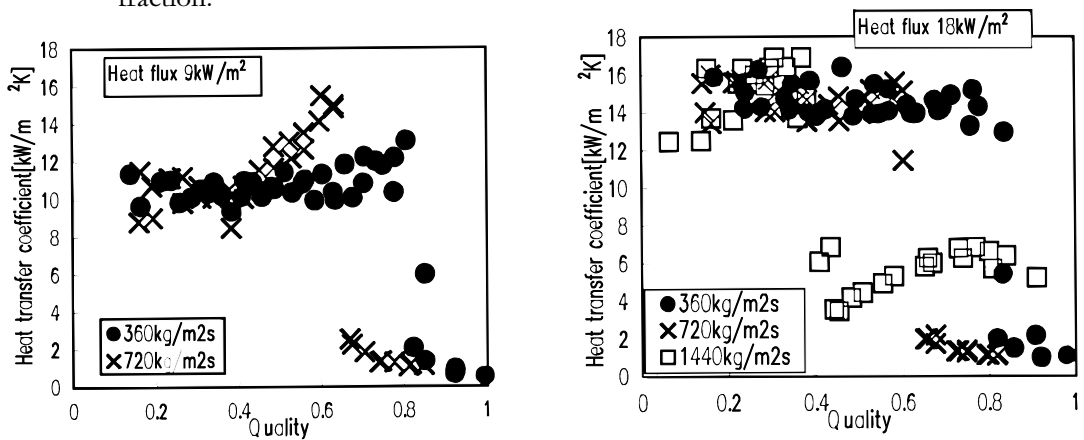 fraction.
Heat flux 9kW/m²
Heat transfer coefficient[kW/m ²K]
18
16
14
12
10
8
6
4
2
0
360kg/m2s
720kg/m2s
0 0.2 0.4 0.6 0.8 1
Quality
Heat flux 18kW/m²
Heat transfer coefficient[kW/m ²K]
18
16
14
12
10
8
6
4
2
0
360kg/m2s
720kg/m2s
1440kg/m2s
0 0.2 0.4 0.6 0.8 1
Quality